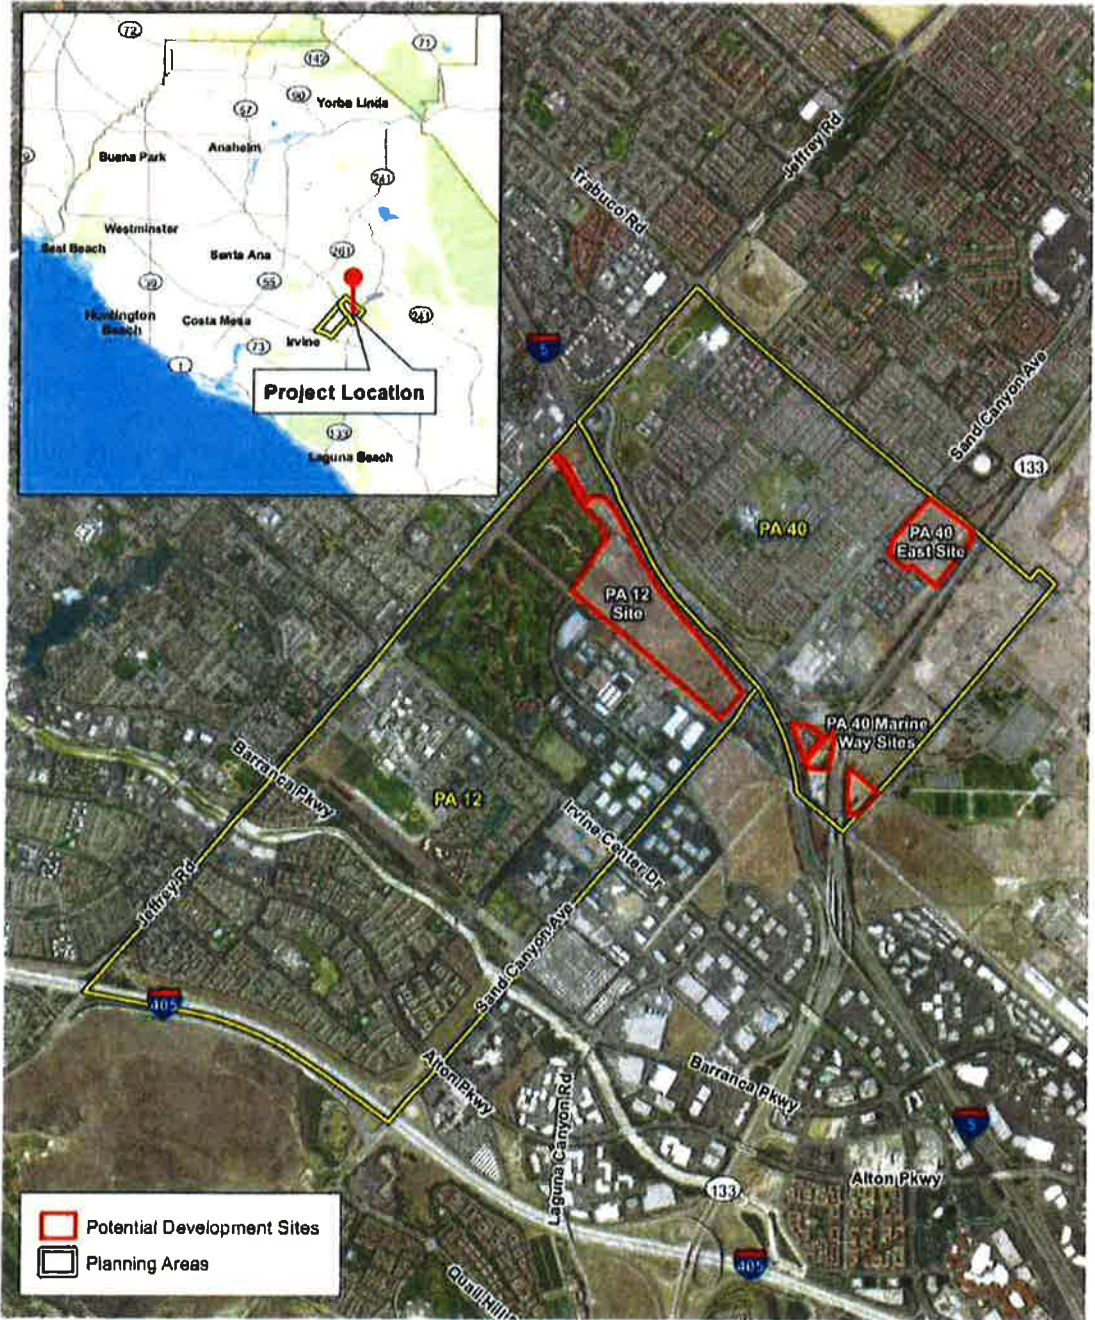 72
71
142
90
Yorba Linda
57
Anaheim
Buena Park
241
Westminster
Seal Beach
Santa Ana
261
39
55
Huntington
Beach
Costa Mesa
241
73
Irvine
1
Project Location
133
Laguna Beach
Jeffrey Rd
Trabuco Rd
5
Sand Canyon Ave
133
PA 40
PA 40
East Site
PA 12
Site
PA 40 Marine
Way Sites
Barranca Pkwy
PA 12
Irvine Center Dr
Jeffrey Rd
Sand Canyon Ave
405
Alton Pkwy
Barranca Pkwy
Laguna Canyon Rd
5
Alton Pkwy
133
405
Quail Hill
Potential Development Sites
Planning Areas